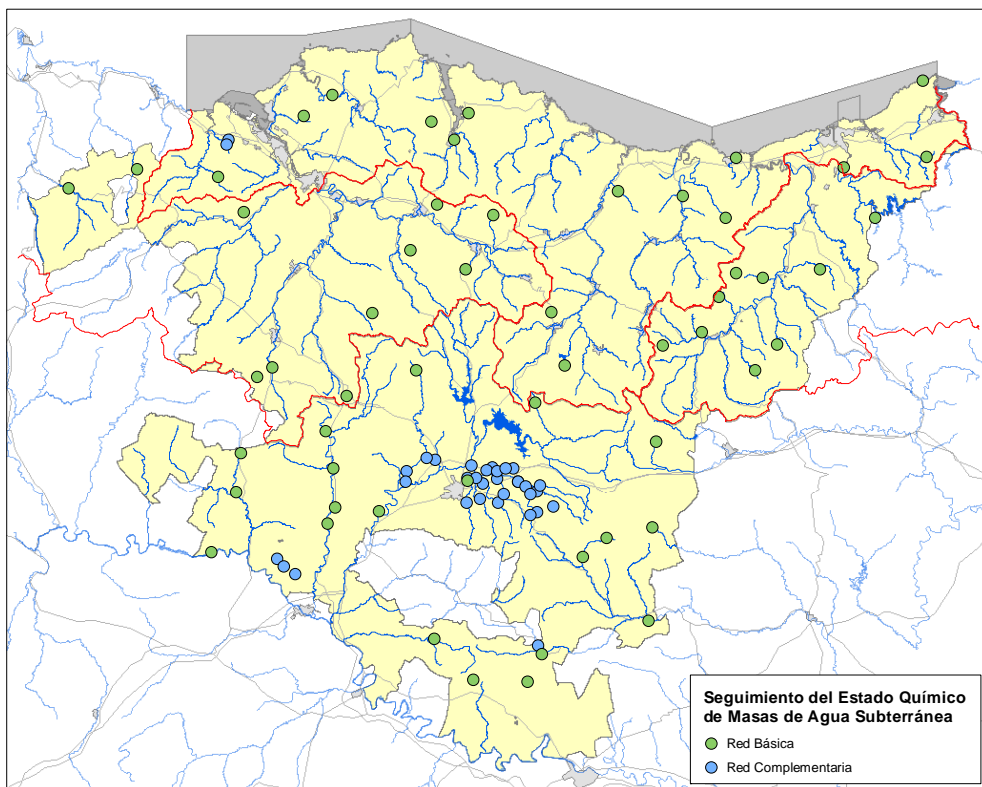 Seguimiento del Estado Químico
de Masas de Agua Subterránea
Red Básica
Red Complementaria